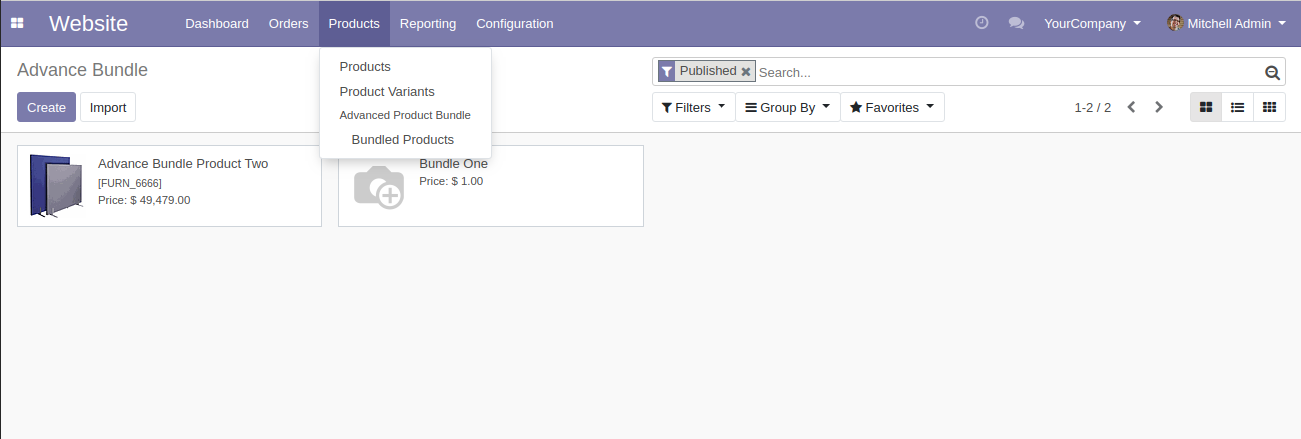 Website Dashboard Orders Products Reporting Configuration YourCompany Mitchell Admin
Products
Product Variants
Advanced Product Bundle
Bundled Products
Advance Bundle
Published Search...
Create Import
Filters Group By Favorites 1-2 / 2
Advance Bundle Product Two
[FURN_6666]
Price: $ 49,479.00
Bundle One
Price: $ 1.00